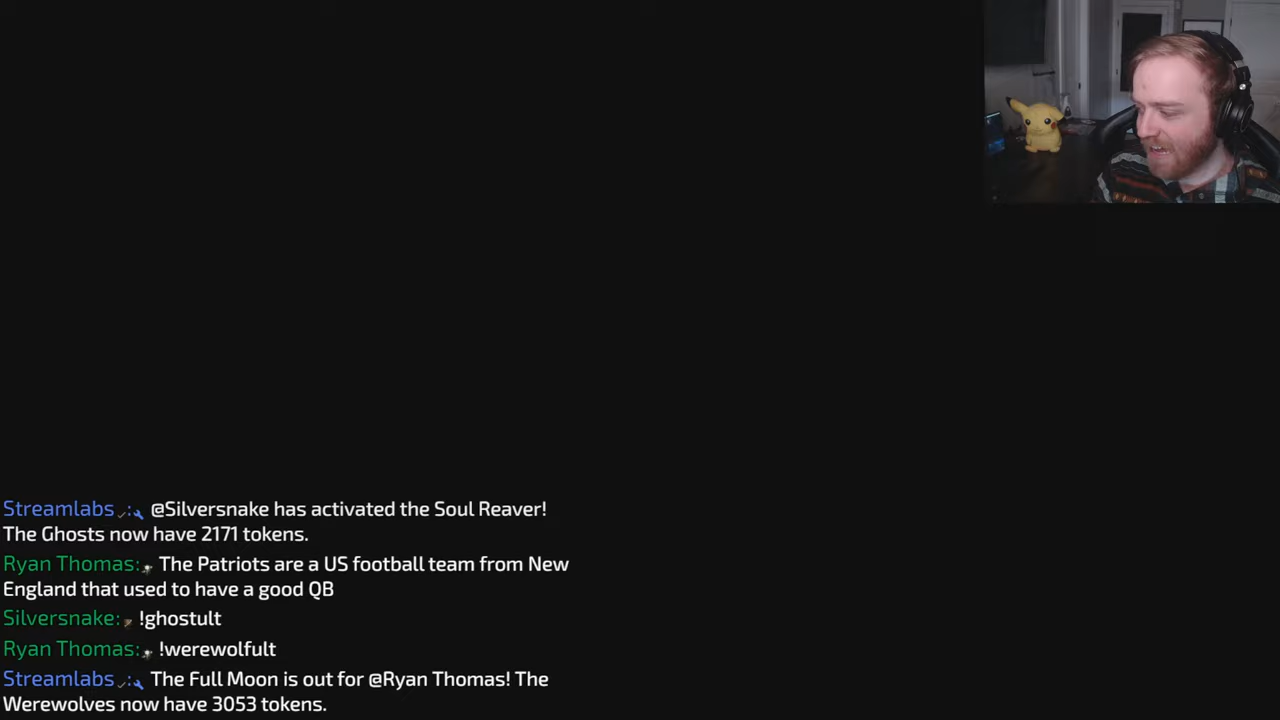 Streamlabs: @Silversnake has activated the Soul Reaver!
The Ghosts now have 2171 tokens.
Ryan Thomas: The Patriots are a US football team from New
England that used to have a good QB
Silversnake: !ghostult
Ryan Thomas: !werewolfult
Streamlabs: The Full Moon is out for @Ryan Thomas! The
Werewolves now have 3053 tokens.